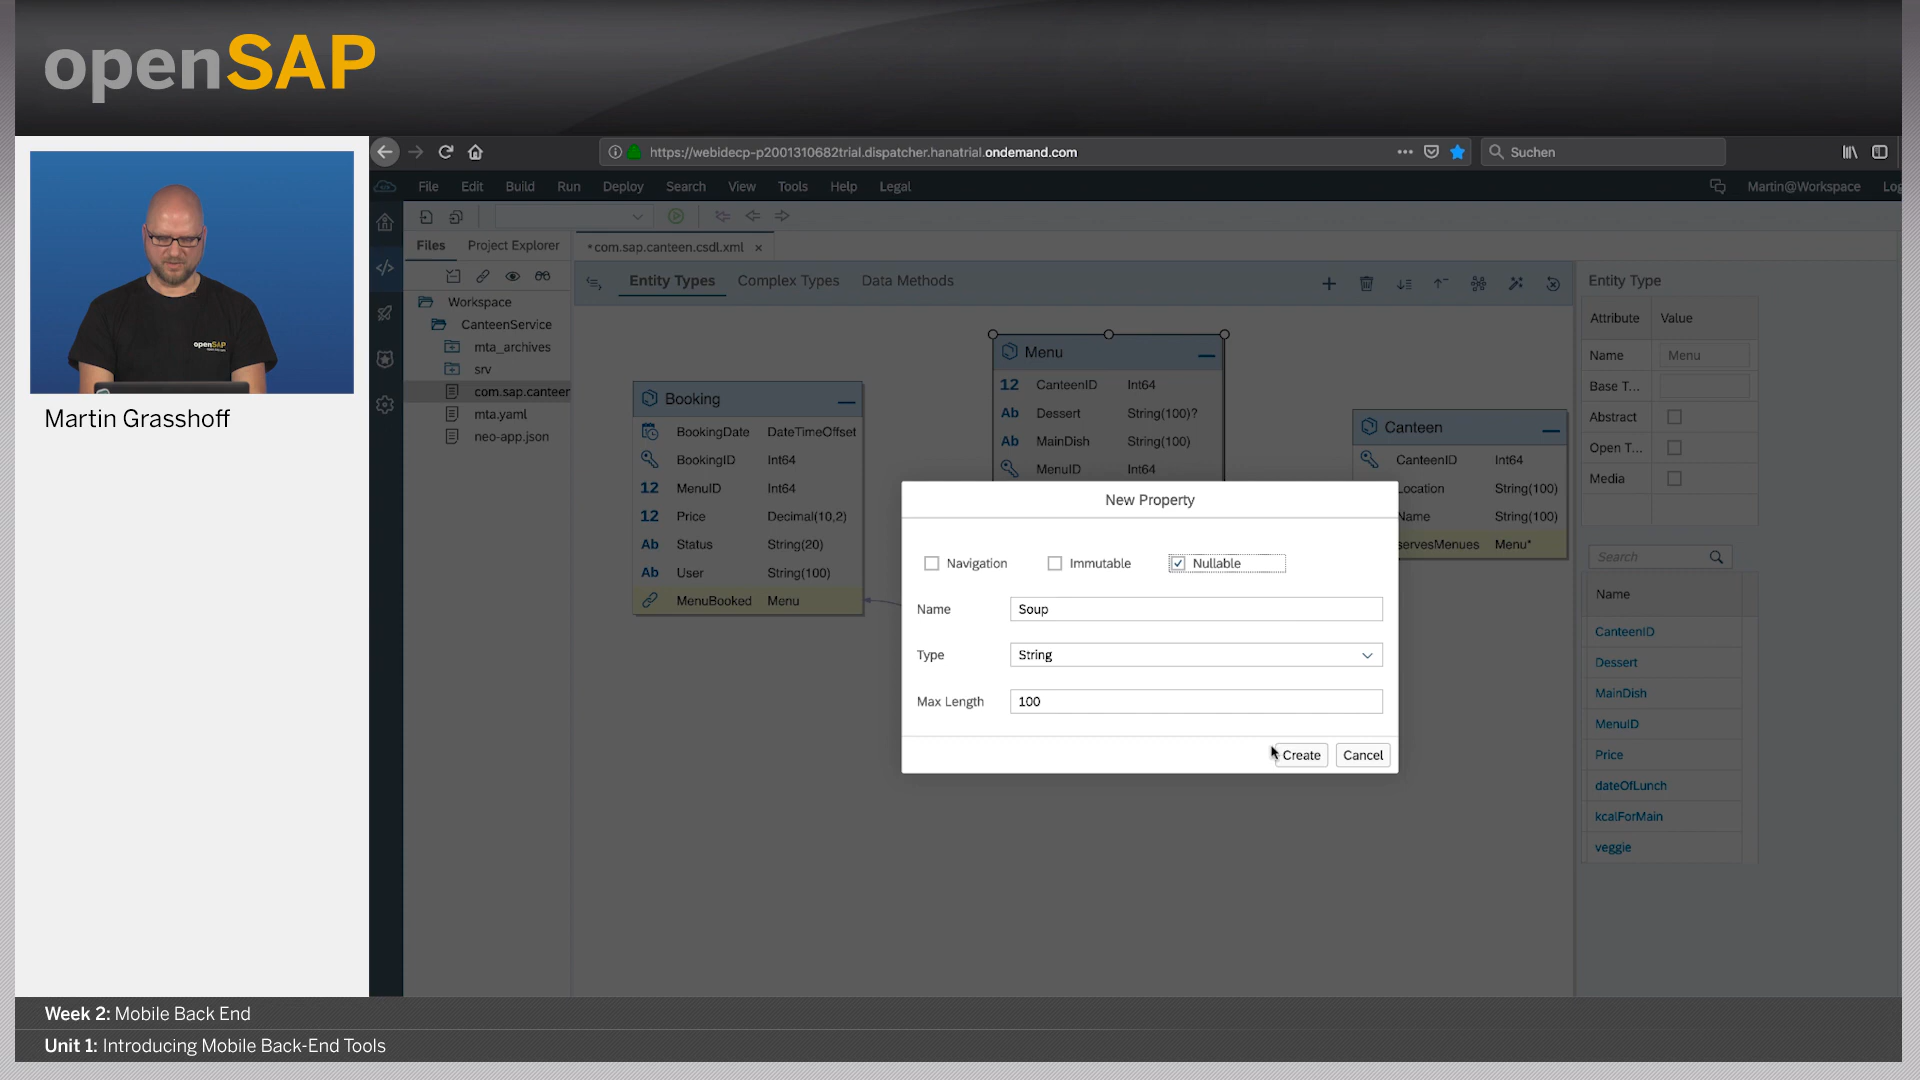 openSAP
https://webidecp-p2001310682trial.dispatcher.hanatrial.ondemand.com
Suchen
File Edit Build Run Deploy Search View Tools Help Legal
Martin@Workspace
Files Project Explorer
*com.sap.canteen.csdl.xml ×
Entity Types Complex Types Data Methods
Workspace
CanteenService
mta_archives
srv
com.sap.canteen
mta.yaml
neo-app.json
Booking
BookingDate DateTimeOffset
BookingID Int64
12 MenuID Int64
12 Price Decimal(10,2)
Ab Status String(20)
Ab User String(100)
MenuBooked Menu
Menu
12 CanteenID Int64
Ab Dessert String(100)?
Ab MainDish String(100)
MenuID Int64
Canteen
CanteenID Int64
Location String(100)
Name String(100)
servesMenues Menu*
New Property
Navigation Immutable Nullable
Name Soup
Type String
Max Length 100
Create Cancel
Entity Type
Attribute Value
Name Menu
Base T...
Abstract
Open T...
Media
Search
Name
CanteenID
Dessert
MainDish
MenuID
Price
dateOfLunch
kcalForMain
veggie
openSAP
Martin Grasshoff
Week 2: Mobile Back End
Unit 1: Introducing Mobile Back-End Tools